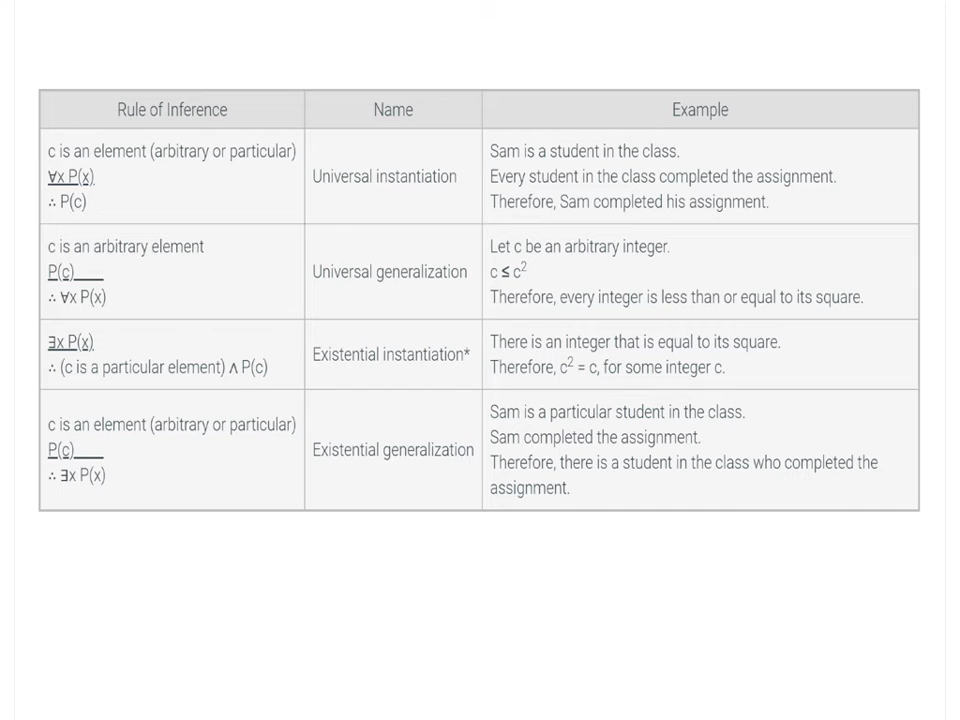 Rule of Inference
Name
Example
c is an element (arbitrary or particular)
∀x P(x)
∴ P(c)
Universal instantiation
Sam is a student in the class.
Every student in the class completed the assignment.
Therefore, Sam completed his assignment.
c is an arbitrary element
P(c)____
∴ ∀x P(x)
Universal generalization
Let c be an arbitrary integer.
c ≤ c²
Therefore, every integer is less than or equal to its square.
∃x P(x)
∴ (c is a particular element) ∧ P(c)
Existential instantiation*
There is an integer that is equal to its square.
Therefore, c² = c, for some integer c.
c is an element (arbitrary or particular)
P(c)____
∴ ∃x P(x)
Existential generalization
Sam is a particular student in the class.
Sam completed the assignment.
Therefore, there is a student in the class who completed the
assignment.